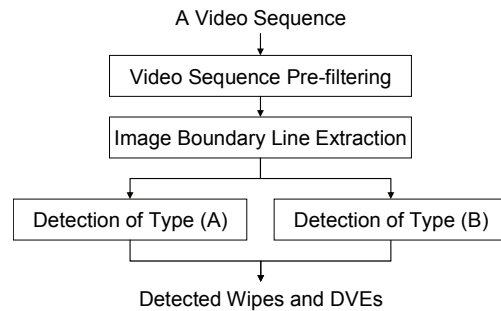 A Video Sequence
Video Sequence Pre-filtering
Image Boundary Line Extraction
Detection of Type (A)
Detection of Type (B)
Detected Wipes and DVEs